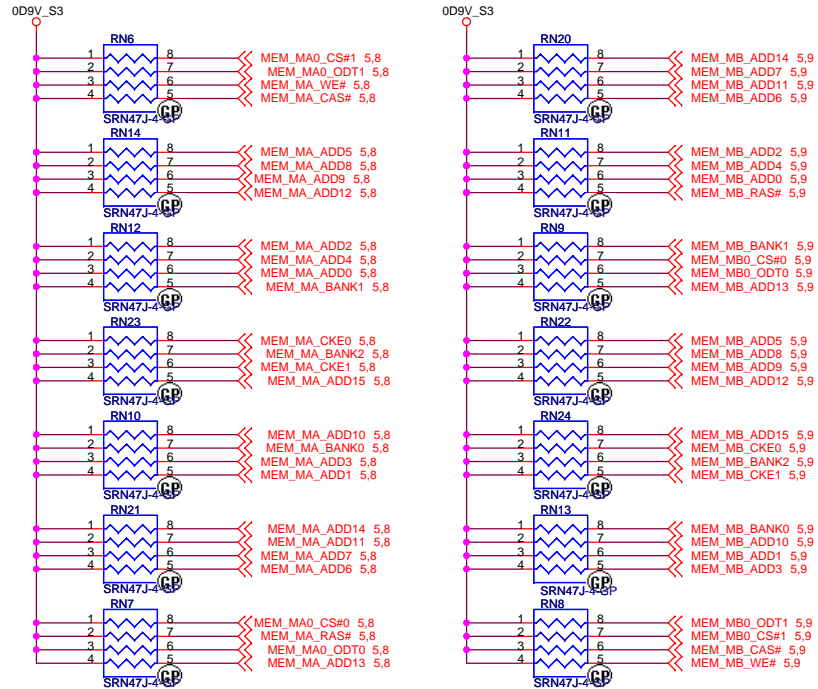 0D9V_S3
RN6
1 8 MEM_MA0_CS#1 5,8
2 7 MEM_MA0_ODT1 5,8
3 6 MEM_MA_WE# 5,8
4 5 MEM_MA_CAS# 5,8
GP
SRN47J-4-GP
RN14
1 8 MEM_MA_ADD5 5,8
2 7 MEM_MA_ADD8 5,8
3 6 MEM_MA_ADD9 5,8
4 5 MEM_MA_ADD12 5,8
GP
SRN47J-4-GP
RN12
1 8 MEM_MA_ADD2 5,8
2 7 MEM_MA_ADD4 5,8
3 6 MEM_MA_ADD0 5,8
4 5 MEM_MA_BANK1 5,8
GP
SRN47J-4-GP
RN23
1 8 MEM_MA_CKE0 5,8
2 7 MEM_MA_BANK2 5,8
3 6 MEM_MA_CKE1 5,8
4 5 MEM_MA_ADD15 5,8
GP
SRN47J-4-GP
RN10
1 8 MEM_MA_ADD10 5,8
2 7 MEM_MA_BANK0 5,8
3 6 MEM_MA_ADD3 5,8
4 5 MEM_MA_ADD1 5,8
GP
SRN47J-4-GP
RN21
1 8 MEM_MA_ADD14 5,8
2 7 MEM_MA_ADD11 5,8
3 6 MEM_MA_ADD7 5,8
4 5 MEM_MA_ADD6 5,8
GP
SRN47J-4-GP
RN7
1 8 MEM_MA0_CS#0 5,8
2 7 MEM_MA_RAS# 5,8
3 6 MEM_MA0_ODT0 5,8
4 5 MEM_MA_ADD13 5,8
GP
SRN47J-4-GP
0D9V_S3
RN20
1 8 MEM_MB_ADD14 5,9
2 7 MEM_MB_ADD7 5,9
3 6 MEM_MB_ADD11 5,9
4 5 MEM_MB_ADD6 5,9
GP
SRN47J-4-GP
RN11
1 8 MEM_MB_ADD2 5,9
2 7 MEM_MB_ADD4 5,9
3 6 MEM_MB_ADD0 5,9
4 5 MEM_MB_RAS# 5,9
GP
SRN47J-4-GP
RN9
1 8 MEM_MB_BANK1 5,9
2 7 MEM_MB0_CS#0 5,9
3 6 MEM_MB0_ODT0 5,9
4 5 MEM_MB_ADD13 5,9
GP
SRN47J-4-GP
RN22
1 8 MEM_MB_ADD5 5,9
2 7 MEM_MB_ADD8 5,9
3 6 MEM_MB_ADD9 5,9
4 5 MEM_MB_ADD12 5,9
GP
SRN47J-4-GP
RN24
1 8 MEM_MB_ADD15 5,9
2 7 MEM_MB_CKE0 5,9
3 6 MEM_MB_BANK2 5,9
4 5 MEM_MB_CKE1 5,9
GP
SRN47J-4-GP
RN13
1 8 MEM_MB_BANK0 5,9
2 7 MEM_MB_ADD10 5,9
3 6 MEM_MB_ADD1 5,9
4 5 MEM_MB_ADD3 5,9
GP
SRN47J-4-GP
RN8
1 8 MEM_MB0_ODT1 5,9
2 7 MEM_MB0_CS#1 5,9
3 6 MEM_MB_CAS# 5,9
4 5 MEM_MB_WE# 5,9
GP
SRN47J-4-GP